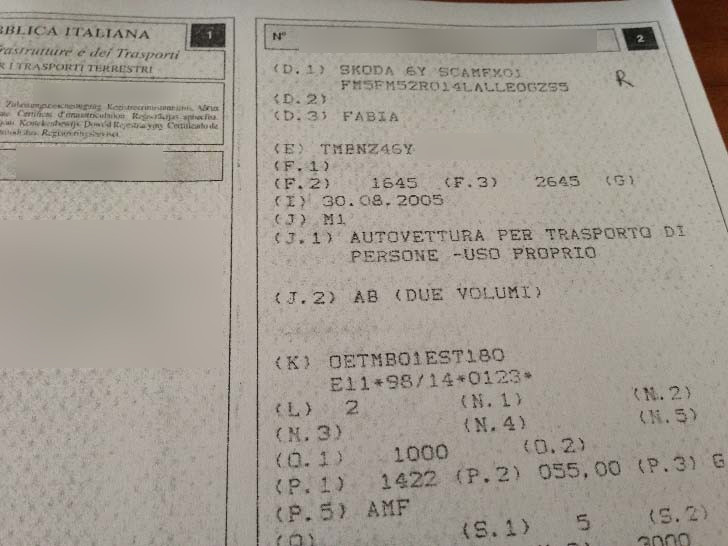 BBLICA ITALIANA
1
rastrutture e dei Trasporti
R I TRASPORTI TERRESTRI
N°
2
(D.1) SKODA 6Y SCAMFX01
FM5FM52R014LALLE0GZS5
R
(D.2)
(D.3) FABIA
(E) TMBNZ46Y
(F.1)
(F.2) 1645 (F.3) 2645 (G)
(I) 30.08.2005
(J) M1
(J.1) AUTOVETTURA PER TRASPORTO DI
PERSONE -USO PROPRIO
(J.2) AB (DUE VOLUMI)
(K) OETMB01EST180
E11*98/14*0123*
(L) 2 (N.1) (N.2)
(N.3) (N.4) (N.5)
(O.1) 1000 (O.2)
(P.1) 1422 (P.2) 055,00 (P.3) G
(P.5) AMF
(Q) (S.1) 5 (S.2)
3000